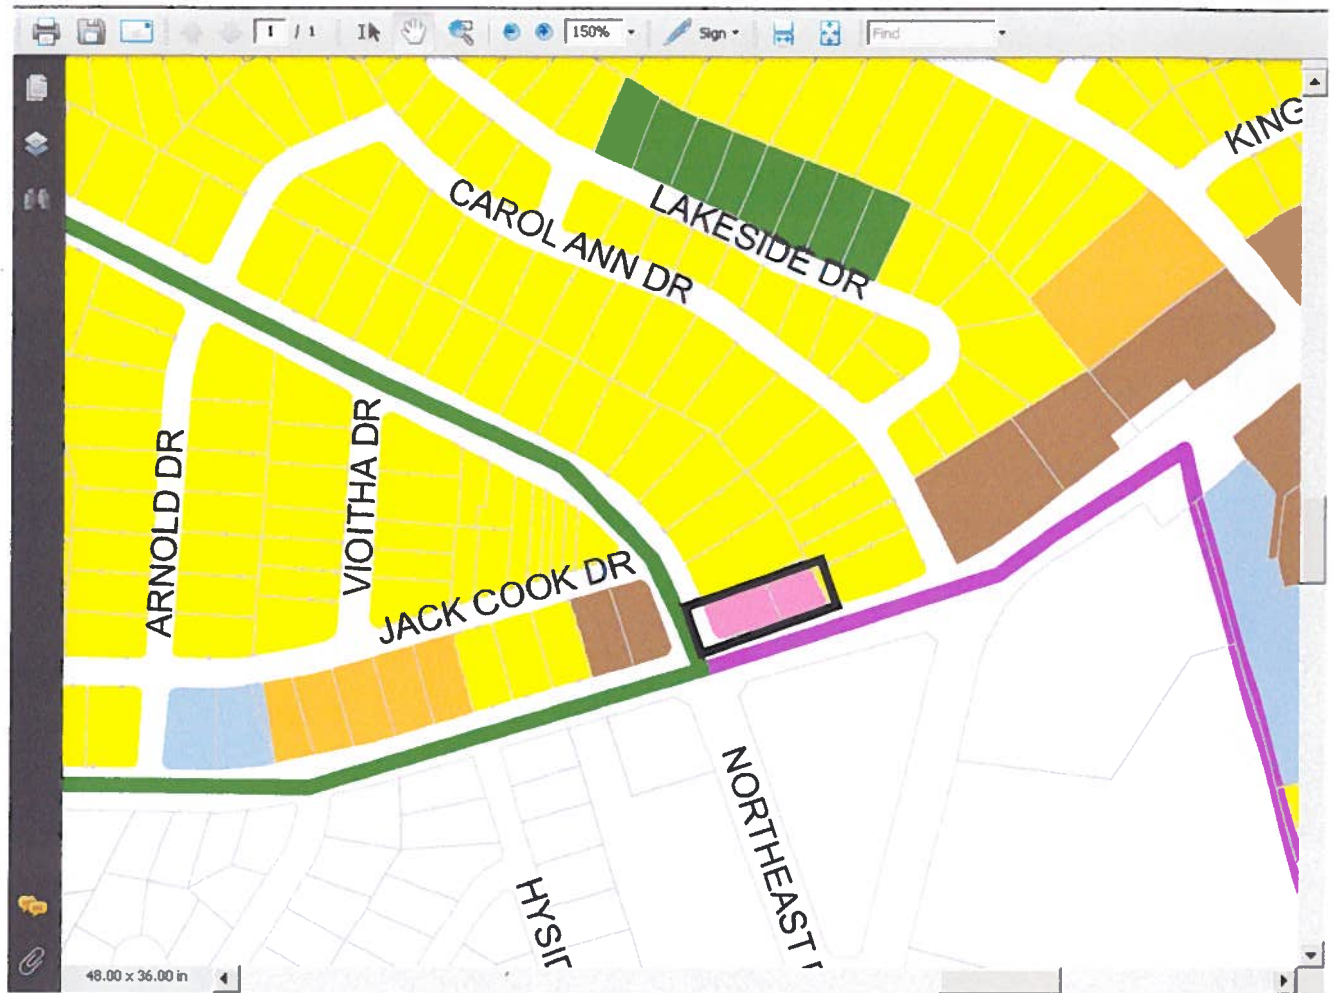 1 / 1
150%
Sign
Find
KING
LAKESIDE DR
CAROL ANN DR
VIOITHA DR
ARNOLD DR
JACK COOK DR
NORTHEAST
HYSI
48.00 x 36.00 in